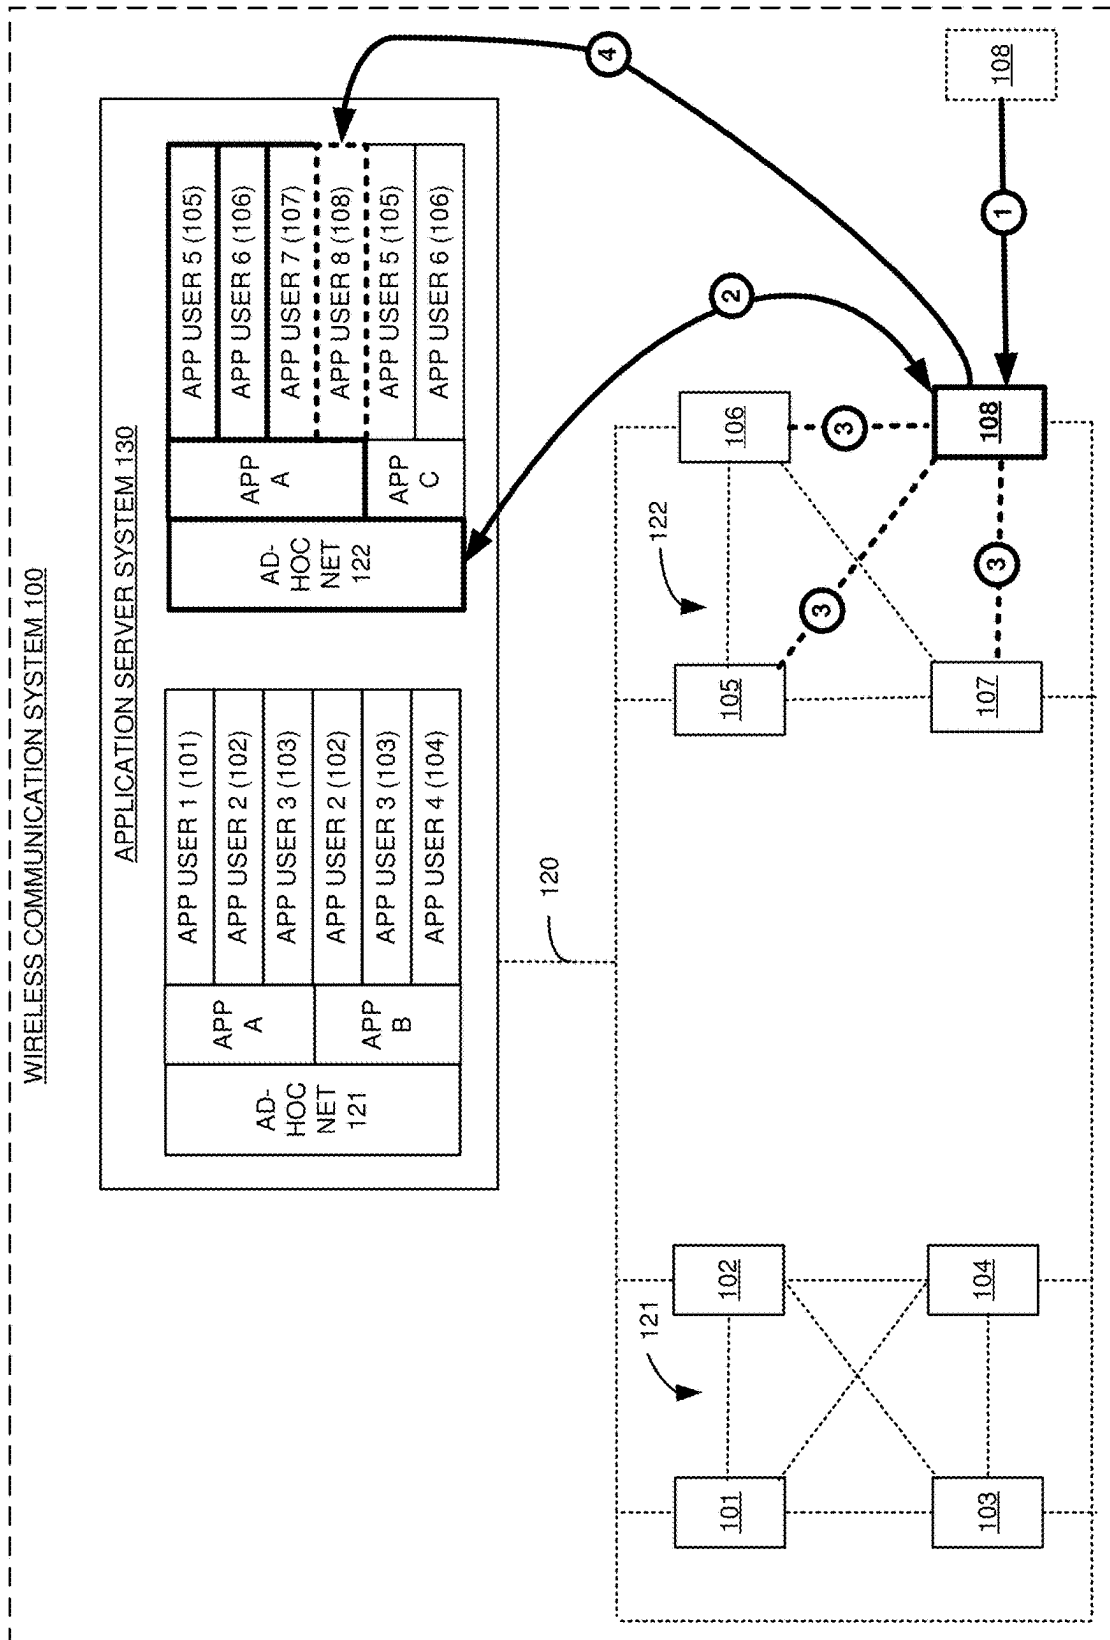 WIRELESS COMMUNICATION SYSTEM 100
APPLICATION SERVER SYSTEM 130
AD-
HOC
NET
121
APP
A
APP
B
APP USER 1 (101)
APP USER 2 (102)
APP USER 3 (103)
APP USER 2 (102)
APP USER 3 (103)
APP USER 4 (104)
AD-
HOC
NET
122
APP
A
APP
C
APP USER 5 (105)
APP USER 6 (106)
APP USER 7 (107)
APP USER 8 (108)
APP USER 5 (105)
APP USER 6 (106)
120
4
2
121
101
102
103
104
122
105
106
107
108
3
3
3
1
108